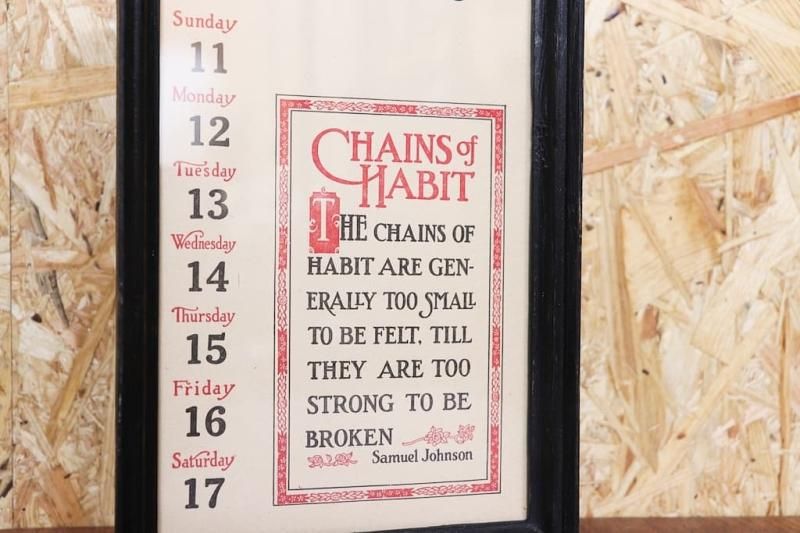 Sunday
11
Monday
12
Tuesday
13
Wednesday
14
Thursday
15
Friday
16
Saturday
17
CHAINS of
HABIT
THE CHAINS OF
HABIT ARE GEN-
ERALLY TOO SMALL
TO BE FELT, TILL
THEY ARE TOO
STRONG TO BE
BROKEN
Samuel Johnson